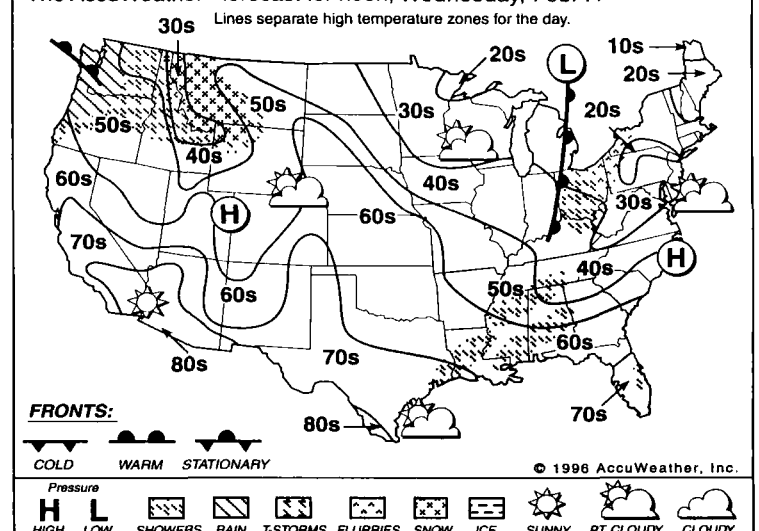 Lines separate high temperature zones for the day.
30s
20s
10s
20s
L
50s
30s
20s
50s
40s
60s
40s
H
60s
30s
70s
H
40s
60s
50s
60s
80s
70s
80s
70s
FRONTS:
COLD WARM STATIONARY
© 1996 AccuWeather, Inc.
Pressure
H L
HIGH LOW SHOWERS RAIN T-STORMS FLURRIES SNOW ICE SUNNY PT. CLOUDY CLOUDY